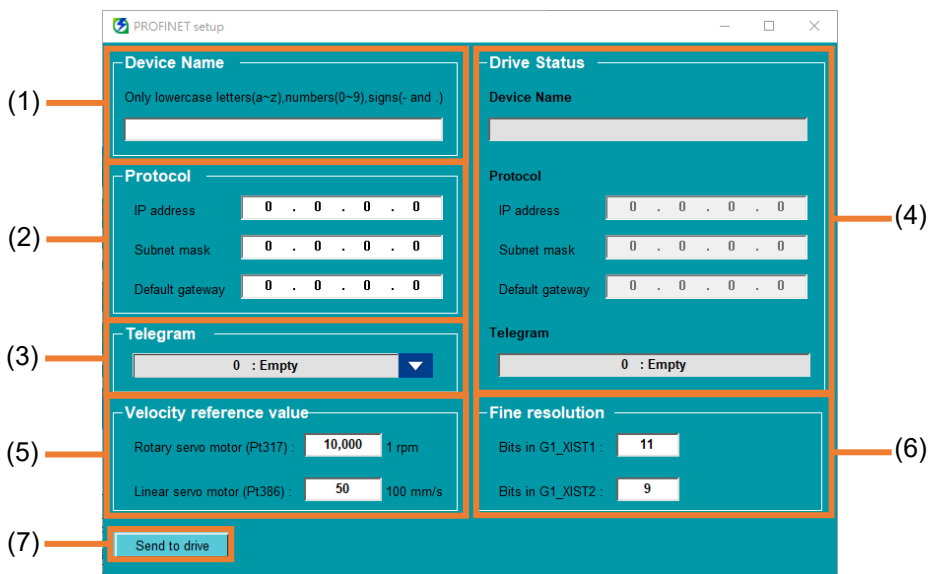 PROFINET setup
(1)
Device Name
Only lowercase letters(a~z),numbers(0~9),signs(- and .)
(2)
Protocol
IP address 0 . 0 . 0 . 0
Subnet mask 0 . 0 . 0 . 0
Default gateway 0 . 0 . 0 . 0
(3)
Telegram
0 : Empty
Drive Status
Device Name
Protocol
(4)
IP address 0 . 0 . 0 . 0
Subnet mask 0 . 0 . 0 . 0
Default gateway 0 . 0 . 0 . 0
Telegram
0 : Empty
(5)
Velocity reference value
Rotary servo motor (Pt317) : 10,000 1 rpm
Linear servo motor (Pt386) : 50 100 mm/s
Fine resolution
(6)
Bits in G1_XIST1 : 11
Bits in G1_XIST2 : 9
(7)
Send to drive